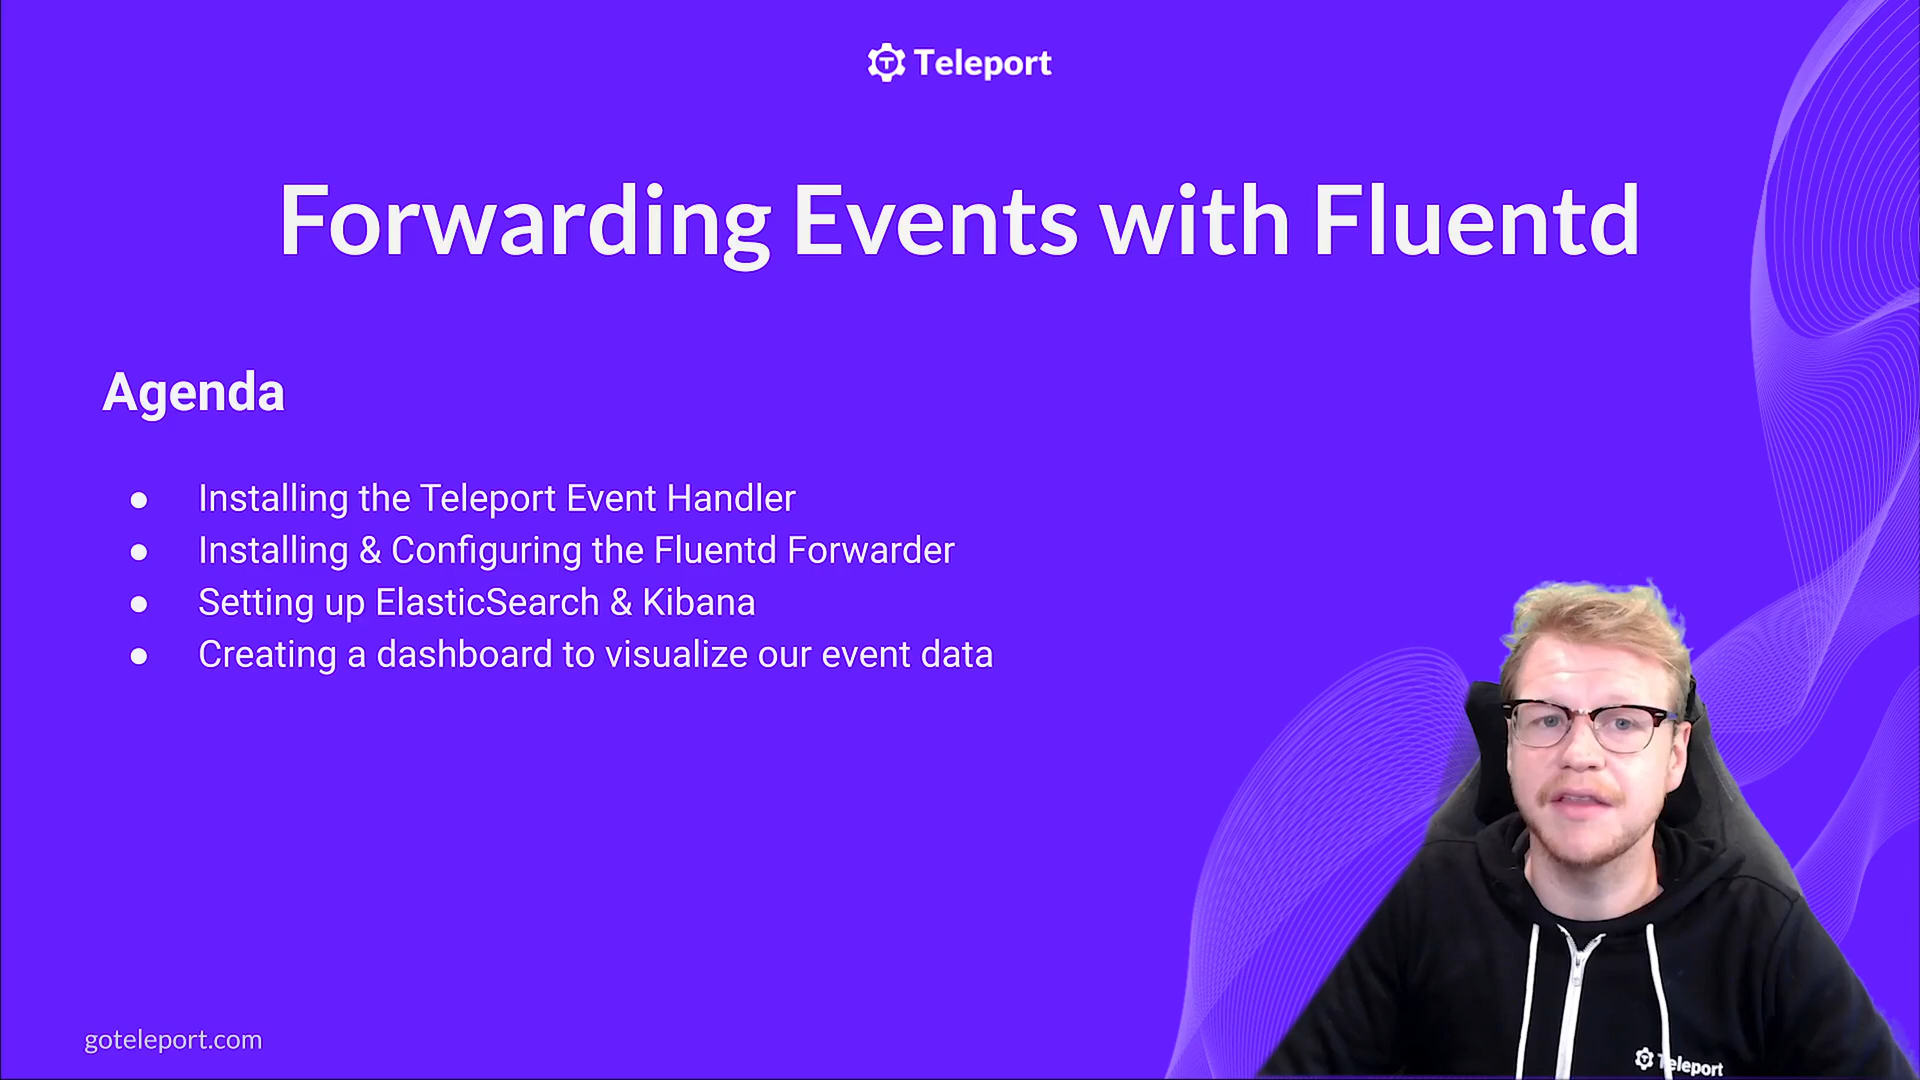 Teleport
Forwarding Events with Fluentd
Agenda
● Installing the Teleport Event Handler
● Installing & Configuring the Fluentd Forwarder
● Setting up ElasticSearch & Kibana
● Creating a dashboard to visualize our event data
goteleport.com
Teleport